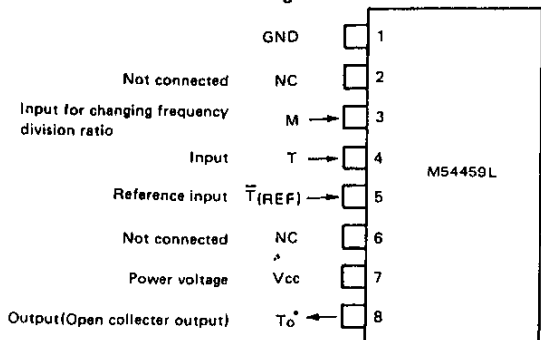 GND 1
Not connected NC 2
Input for changing frequency
division ratio
M 3
Input T 4
M54459L
Reference input T̅(REF) 5
Not connected NC 6
Power voltage Vcc 7
Output(Open collecter output) To* 8